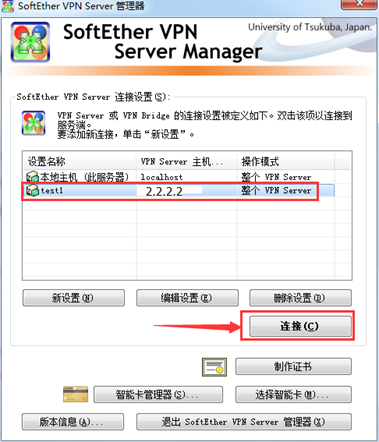 SoftEther VPN Server 管理器
University of Tsukuba, Japan.
SoftEther VPN
Server Manager
SoftEther VPN Server 连接设置(S):
VPN Server 或 VPN Bridge 的连接设置被定义如下。双击该项以连接到
服务端。
要添加新连接，单击“新设置”。
设置名称 VPN Server 主机... 操作模式
本地主机 (此服务器) localhost 整个 VPN Server
test1 2.2.2.2 整个 VPN Server
新设置(N) 编辑设置(E) 删除设置(D)
连接(C)
制作证书
智能卡管理器(S)... 选择智能卡(M)...
版本信息(A)... 退出 SoftEther VPN Server 管理器(X)